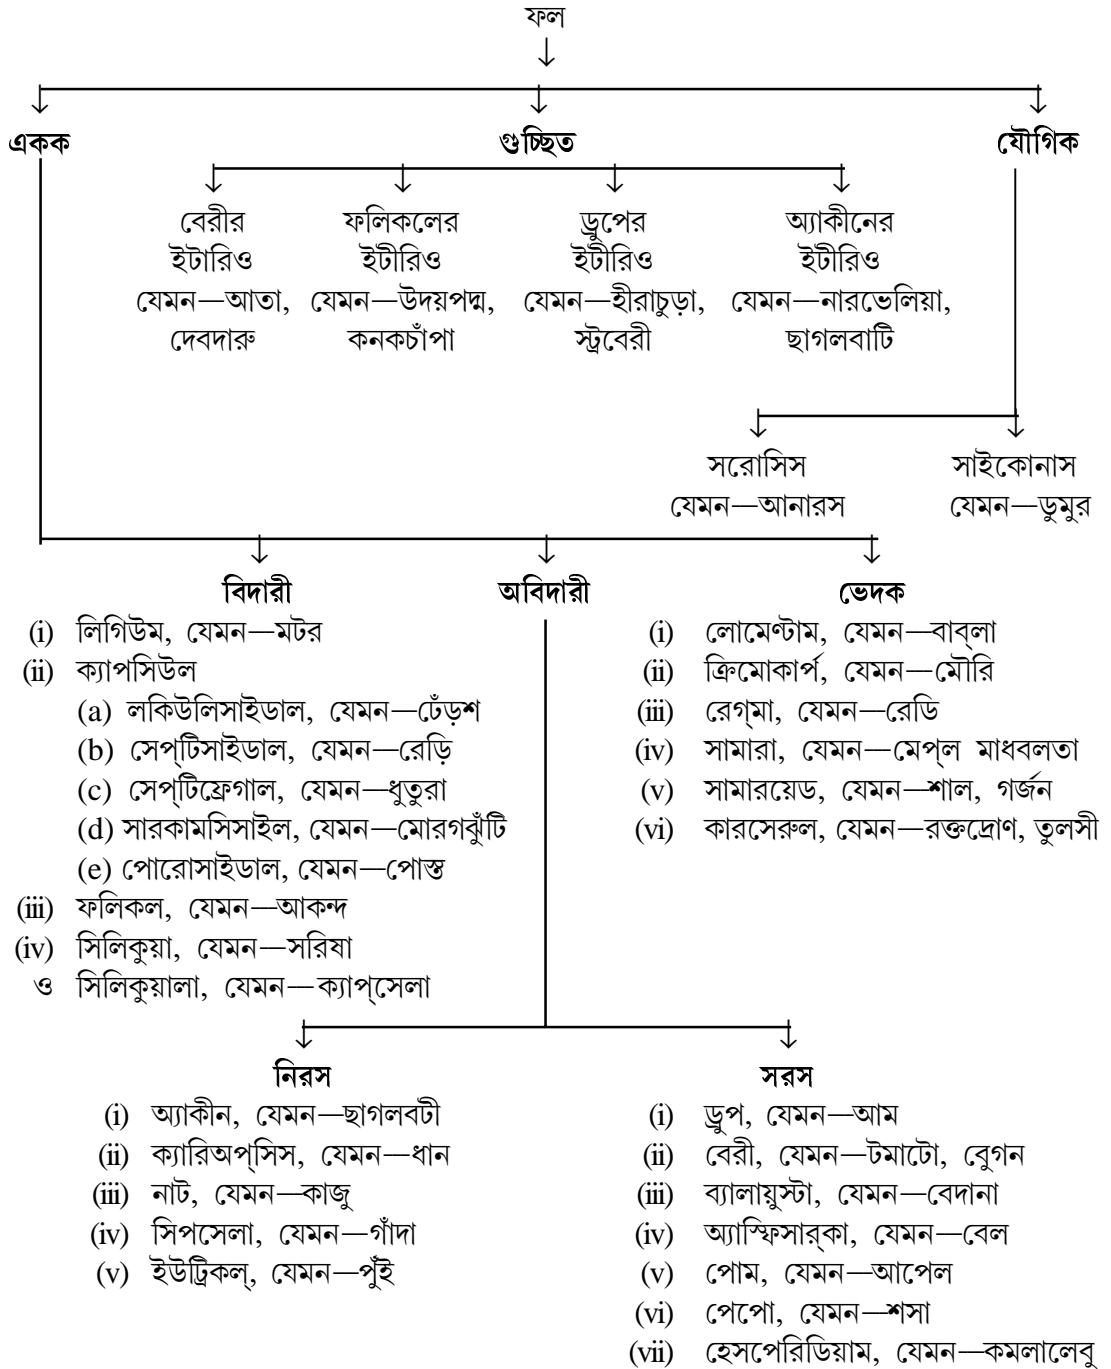 ফল
একক গুচ্ছিত যৌগিক
বেরীর ফলিকলের ড্রুপের অ্যাকীনের
ইটারিও ইটীরিও ইটীরিও ইটীরিও
যেমন—আতা, যেমন—উদয়পদ্ম, যেমন—হীরাচুড়া, যেমন—নারভেলিয়া,
দেবদারু কনকচাঁপা স্ট্রবেরী ছাগলবাটি
সরোসিস সাইকোনাস
যেমন—আনারস যেমন—ডুমুর
বিদারী অবিদারী ভেদক
(i) লিগিউম, যেমন—মটর
(ii) ক্যাপসিউল
(a) লকিউলিসাইডাল, যেমন—ঢেঁড়শ
(b) সেপ্‌টিসাইডাল, যেমন—রেড়ি
(c) সেপ্‌টিফ্রেগাল, যেমন—ধুতুরা
(d) সারকামসিসাইল, যেমন—মোরগঝুঁটি
(e) পোরোসাইডাল, যেমন—পোস্ত
(iii) ফলিকল, যেমন—আকন্দ
(iv) সিলিকুয়া, যেমন—সরিষা
ও সিলিকুয়ালা, যেমন—ক্যাপ্‌সেলা
(i) লোমেণ্টাম, যেমন—বাব্‌লা
(ii) ক্রিমোকার্প, যেমন—মৌরি
(iii) রেগ্‌মা, যেমন—রেডি
(iv) সামারা, যেমন—মেপ্‌ল মাধবলতা
(v) সামারয়েড, যেমন—শাল, গর্জন
(vi) কারসেরুল, যেমন—রক্তদ্রোণ, তুলসী
নিরস সরস
(i) অ্যাকীন, যেমন—ছাগলবটী
(ii) ক্যারিঅপ্‌সিস, যেমন—ধান
(iii) নাট, যেমন—কাজু
(iv) সিপসেলা, যেমন—গাঁদা
(v) ইউট্রিকল্, যেমন—পুঁই
(i) ড্রুপ, যেমন—আম
(ii) বেরী, যেমন—টমাটো, বেুগন
(iii) ব্যালায়ুস্টা, যেমন—বেদানা
(iv) অ্যাস্ফিসার্‌কা, যেমন—বেল
(v) পোম, যেমন—আপেল
(vi) পেপো, যেমন—শসা
(vii) হেসপেরিডিয়াম, যেমন—কমলালেবু